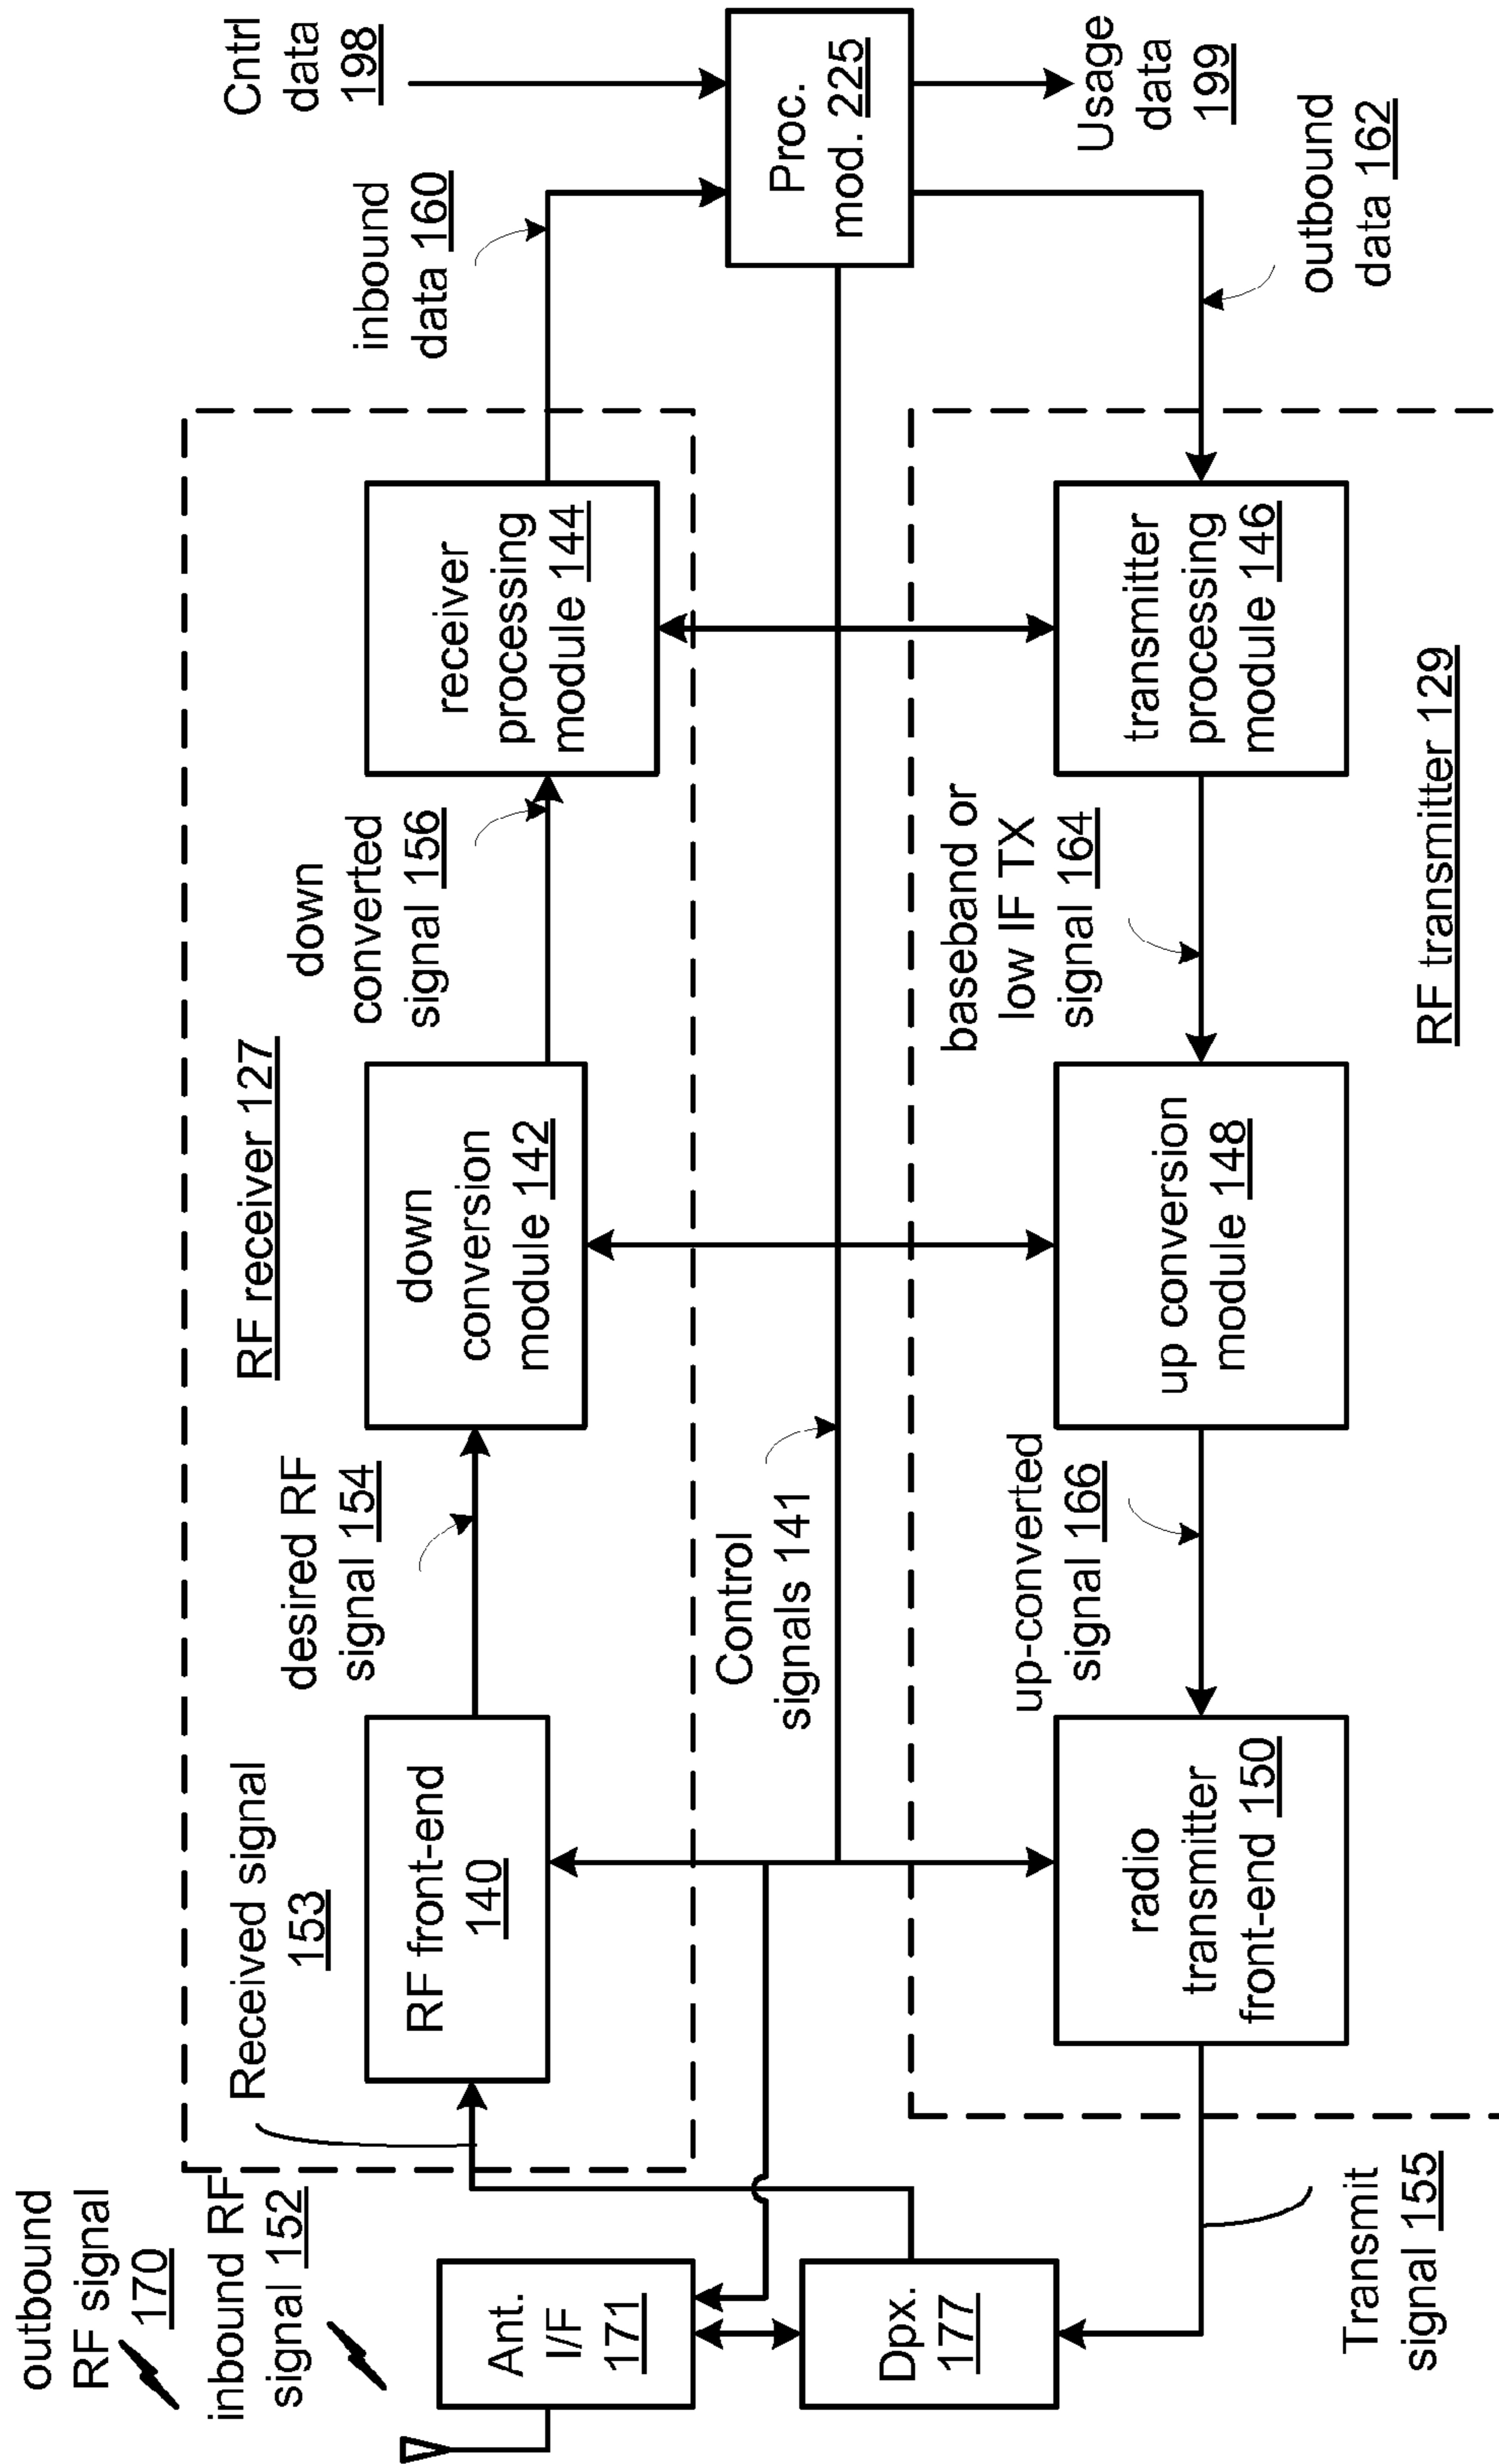 outbound
RF signal
170
inbound RF
signal 152
Received signal
153
RF receiver 127
desired RF
signal 154
down
converted
signal 156
inbound
data 160
Cntrl
data
198
Ant.
I/F
171
RF front-end
140
down
conversion
module 142
receiver
processing
module 144
Proc.
mod. 225
Control
signals 141
Dpx.
177
up-converted
signal 166
baseband or
low IF TX
signal 164
Usage
data
199
radio
transmitter
front-end 150
up conversion
module 148
transmitter
processing
module 146
outbound
data 162
Transmit
signal 155
RF transmitter 129